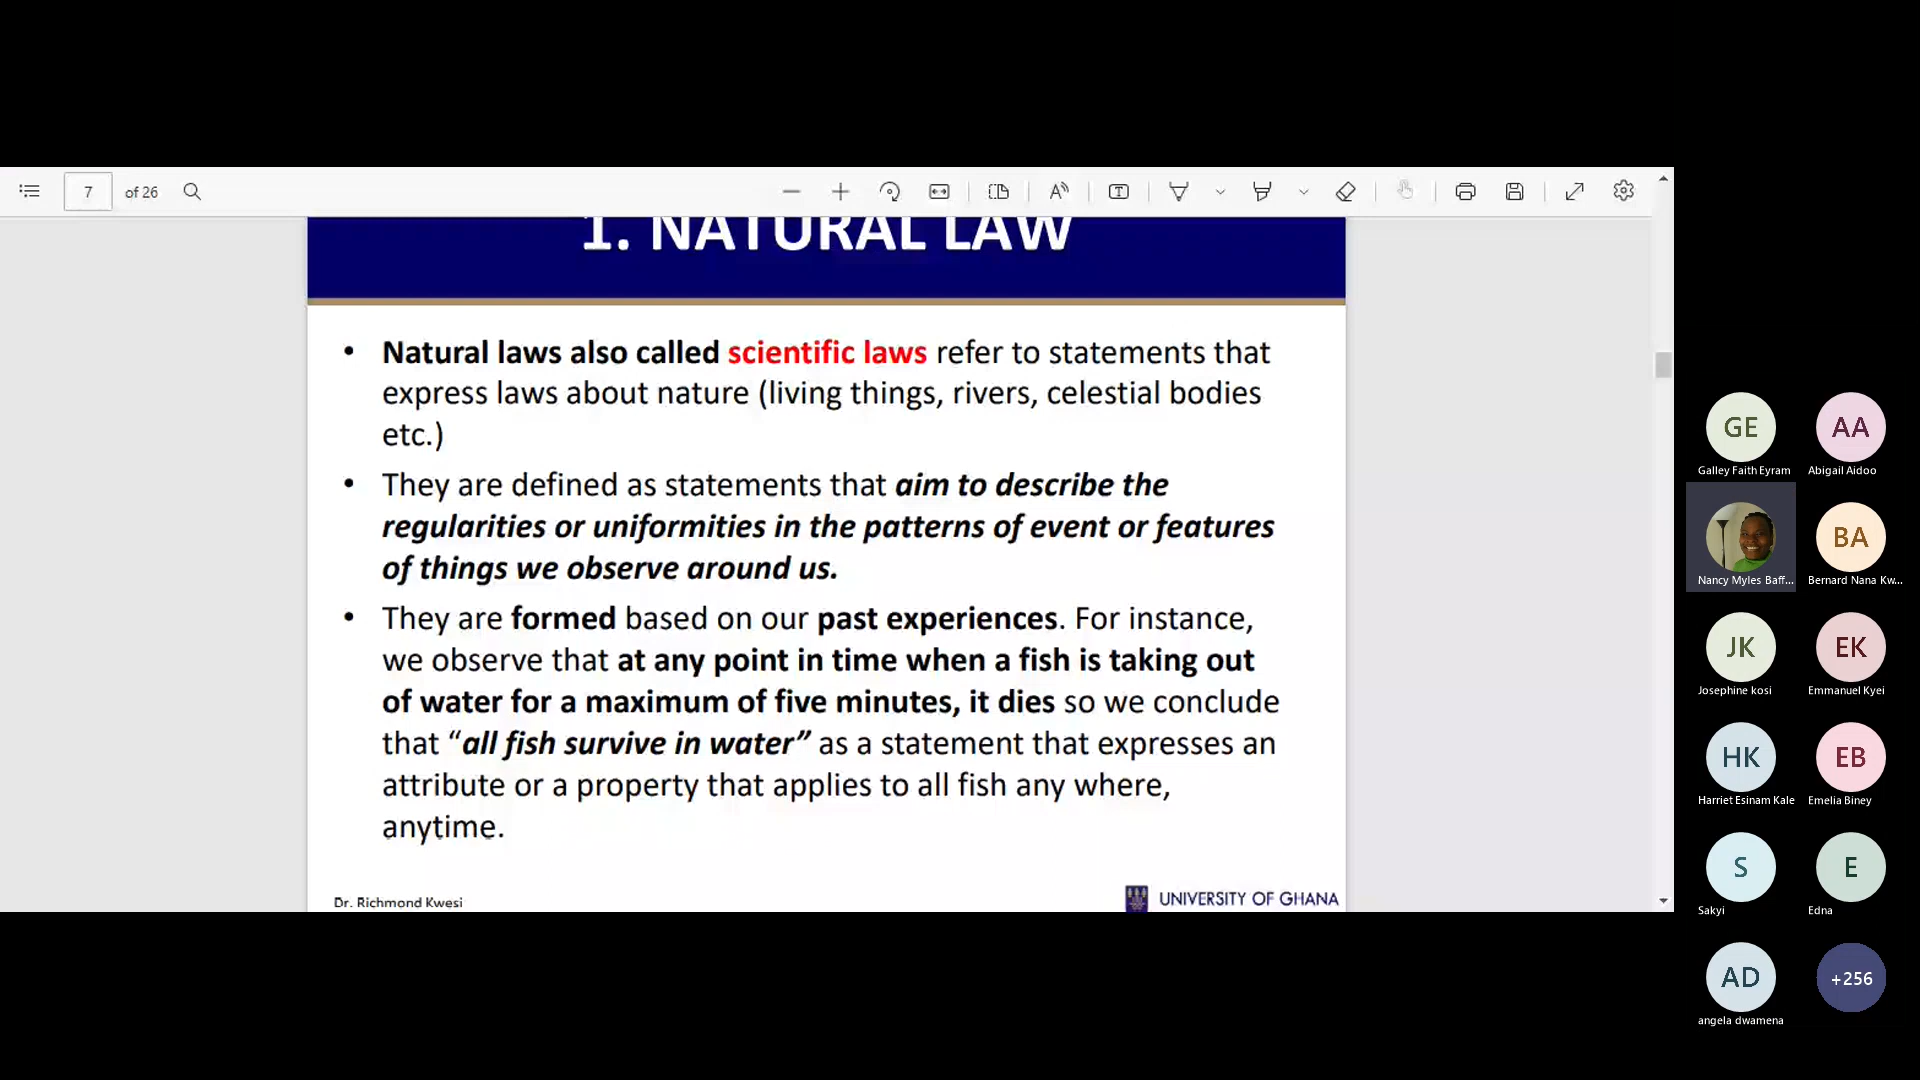 7 of 26
1. NATURAL LAW
• Natural laws also called scientific laws refer to statements that
express laws about nature (living things, rivers, celestial bodies
etc.)
• They are defined as statements that aim to describe the
regularities or uniformities in the patterns of event or features
of things we observe around us.
• They are formed based on our past experiences. For instance,
we observe that at any point in time when a fish is taking out
of water for a maximum of five minutes, it dies so we conclude
that “all fish survive in water” as a statement that expresses an
attribute or a property that applies to all fish any where,
anytime.
Dr. Richmond Kwesi
UNIVERSITY OF GHANA
GE AA
Galley Faith Eyram Abigail Aidoo
BA
Nancy Myles Baff... Bernard Nana Kw...
JK EK
Josephine kosi Emmanuel Kyei
HK EB
Harriet Esinam Kale Emelia Biney
S E
Sakyi Edna
AD +256
angela dwamena